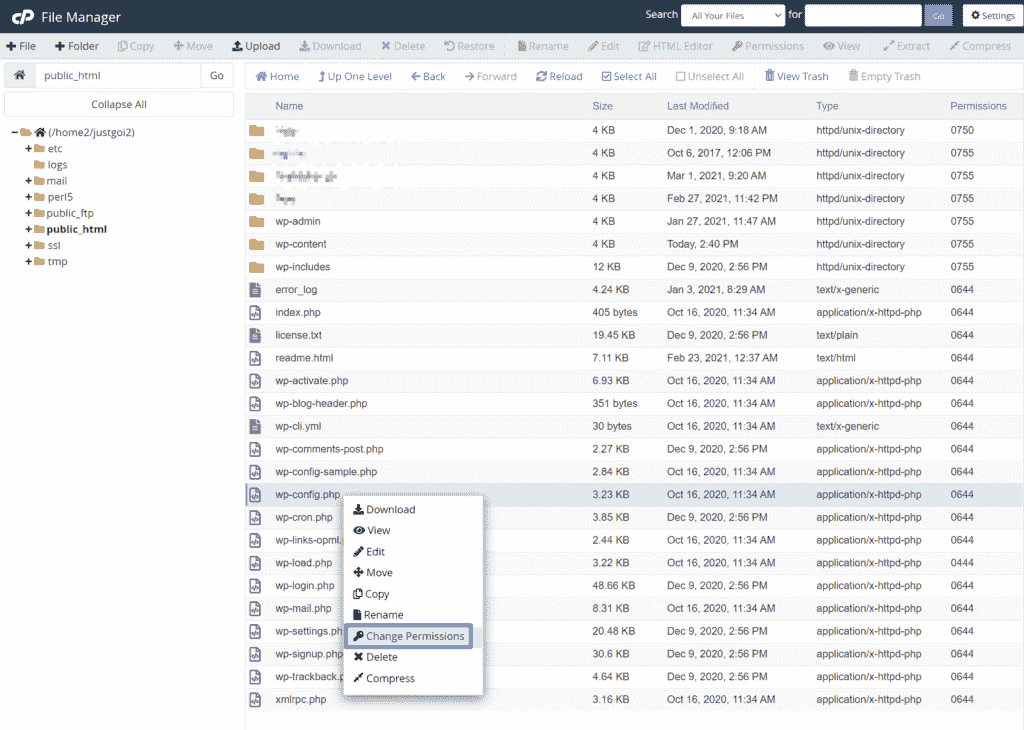 cP File Manager Search All Your Files for Go Settings
File Folder Copy Move Upload Download Delete Restore Rename Edit HTML Editor Permissions View Extract Compress
public_html Go Home Up One Level Back Forward Reload Select All Unselect All View Trash Empty Trash
Collapse All
(/home2/justgoi2)
etc
logs
mail
perl5
public_ftp
public_html
ssl
tmp
Name Size Last Modified Type Permissions
4 KB Dec 1, 2020, 9:18 AM httpd/unix-directory 0750
4 KB Oct 6, 2017, 12:06 PM httpd/unix-directory 0755
4 KB Mar 1, 2021, 9:20 AM httpd/unix-directory 0755
4 KB Feb 27, 2021, 11:42 PM httpd/unix-directory 0755
wp-admin 4 KB Jan 27, 2021, 11:47 AM httpd/unix-directory 0755
wp-content 4 KB Today, 2:40 PM httpd/unix-directory 0755
wp-includes 12 KB Dec 9, 2020, 2:56 PM httpd/unix-directory 0755
error_log 4.24 KB Jan 3, 2021, 8:29 AM text/x-generic 0644
index.php 405 bytes Oct 16, 2020, 11:34 AM application/x-httpd-php 0644
license.txt 19.45 KB Dec 9, 2020, 2:56 PM text/plain 0644
readme.html 7.11 KB Feb 23, 2021, 12:37 AM text/html 0644
wp-activate.php 6.93 KB Oct 16, 2020, 11:34 AM application/x-httpd-php 0644
wp-blog-header.php 351 bytes Oct 16, 2020, 11:34 AM application/x-httpd-php 0644
wp-cli.yml 30 bytes Oct 16, 2020, 11:34 AM text/x-generic 0644
wp-comments-post.php 2.27 KB Dec 9, 2020, 2:56 PM application/x-httpd-php 0644
wp-config-sample.php 2.84 KB Oct 16, 2020, 11:34 AM application/x-httpd-php 0644
wp-config.php 3.23 KB Oct 16, 2020, 11:34 AM application/x-httpd-php 0644
wp-cron.php 3.85 KB Dec 9, 2020, 2:56 PM application/x-httpd-php 0644
wp-links-opml. 2.44 KB Oct 16, 2020, 11:34 AM application/x-httpd-php 0644
wp-load.php 3.22 KB Oct 16, 2020, 11:34 AM application/x-httpd-php 0444
wp-login.php 48.66 KB Dec 9, 2020, 2:56 PM application/x-httpd-php 0644
wp-mail.php 8.31 KB Oct 16, 2020, 11:34 AM application/x-httpd-php 0644
wp-settings.ph 20.48 KB Dec 9, 2020, 2:56 PM application/x-httpd-php 0644
wp-signup.php 30.6 KB Dec 9, 2020, 2:56 PM application/x-httpd-php 0644
wp-trackback.p 4.64 KB Oct 16, 2020, 11:34 AM application/x-httpd-php 0644
xmlrpc.php 3.16 KB Oct 16, 2020, 11:34 AM application/x-httpd-php 0644
Download
View
Edit
Move
Copy
Rename
Change Permissions
Delete
Compress